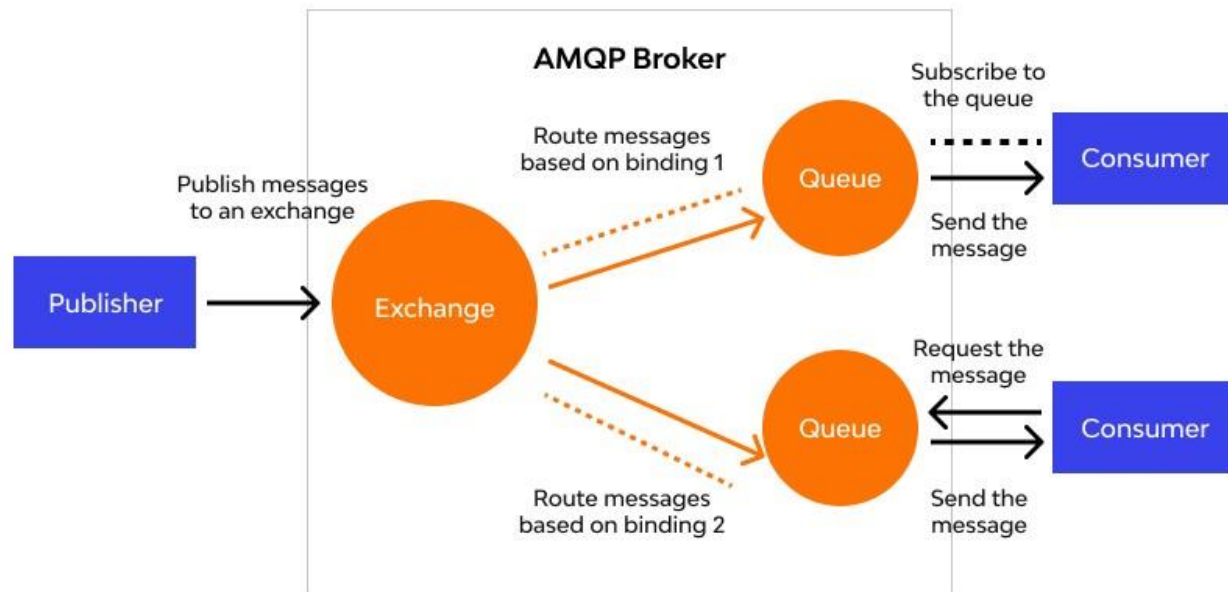 AMQP Broker
Publisher
Publish messages
to an exchange
Exchange
Route messages
based on binding 1
Queue
Subscribe to
the queue
Send the
message
Consumer
Route messages
based on binding 2
Queue
Request the
message
Send the
message
Consumer